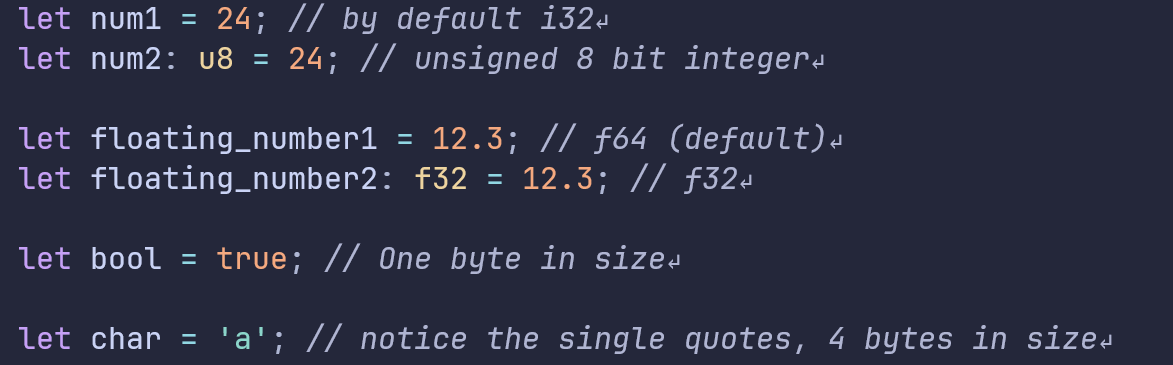 let num1 = 24; // by default i32↵
let num2: u8 = 24; // unsigned 8 bit integer↵
let floating_number1 = 12.3; // f64 (default)↵
let floating_number2: f32 = 12.3; // f32↵
let bool = true; // One byte in size↵
let char = 'a'; // notice the single quotes, 4 bytes in size↵